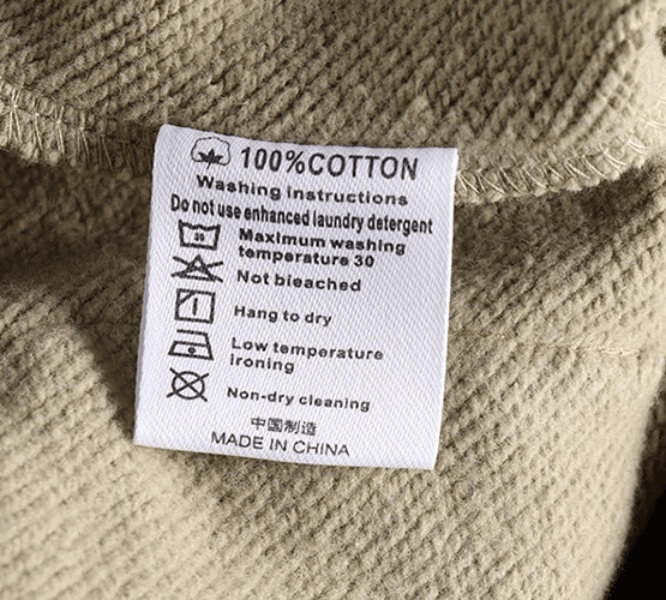 100%COTTON
Washing instructions
Do not use enhanced laundry detergent
30
Maximum washing
temperature 30
Not bleached
Hang to dry
Low temperature
ironing
Non-dry cleaning
中国制造
MADE IN CHINA